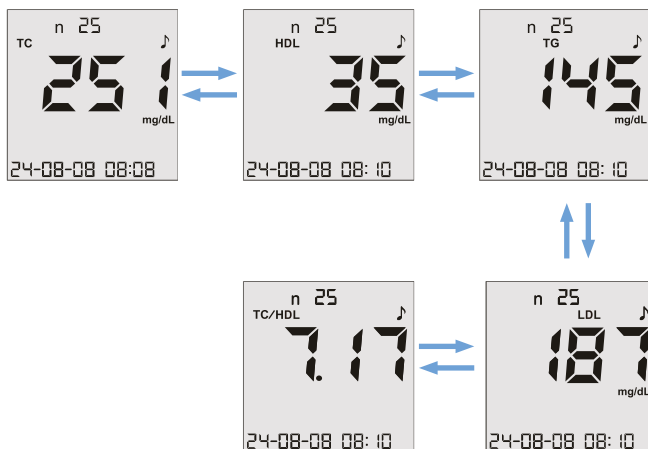 n 25
TC
251
mg/dL
24-08-08 08:08
n 25
HDL
35
mg/dL
24-08-08 08:10
n 25
TG
145
mg/dL
24-08-08 08:10
n 25
TC/HDL
7.17
24-08-08 08:10
n 25
LDL
187
mg/dL
24-08-08 08:10